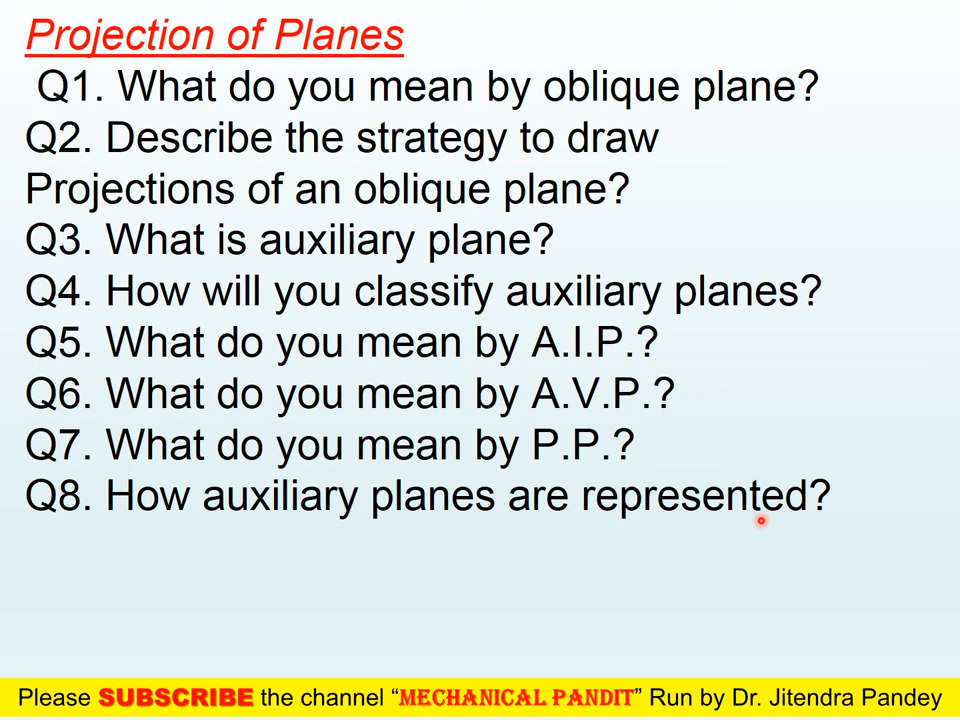 Projection of Planes
Q1. What do you mean by oblique plane?
Q2. Describe the strategy to draw
Projections of an oblique plane?
Q3. What is auxiliary plane?
Q4. How will you classify auxiliary planes?
Q5. What do you mean by A.I.P.?
Q6. What do you mean by A.V.P.?
Q7. What do you mean by P.P.?
Q8. How auxiliary planes are represented?
Please SUBSCRIBE the channel “MECHANICAL PANDIT” Run by Dr. Jitendra Pandey